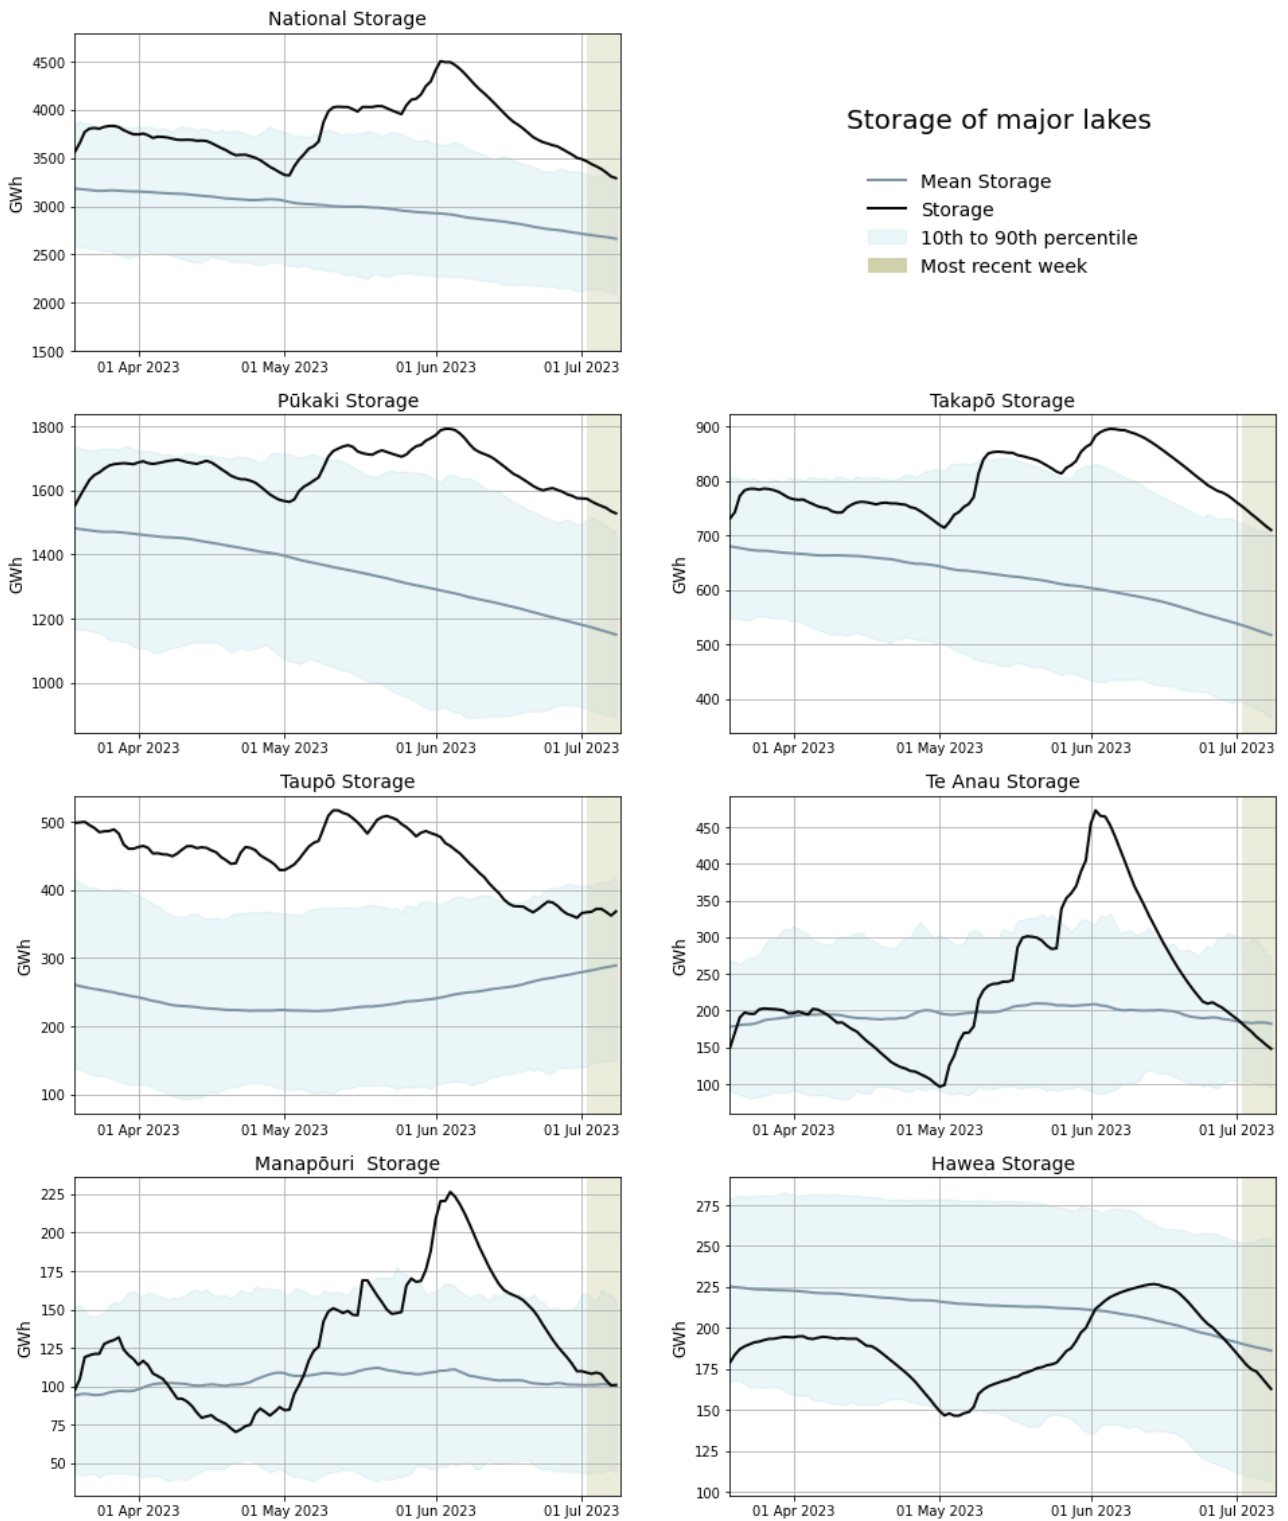 National Storage
GWh
4500
4000
3500
3000
2500
2000
1500
01 Apr 2023 01 May 2023 01 Jun 2023 01 Jul 2023
Storage of major lakes
Mean Storage
Storage
10th to 90th percentile
Most recent week
Pūkaki Storage
GWh
1800
1600
1400
1200
1000
01 Apr 2023 01 May 2023 01 Jun 2023 01 Jul 2023
Takapō Storage
GWh
900
800
700
600
500
400
01 Apr 2023 01 May 2023 01 Jun 2023 01 Jul 2023
Taupō Storage
GWh
500
400
300
200
100
01 Apr 2023 01 May 2023 01 Jun 2023 01 Jul 2023
Te Anau Storage
GWh
450
400
350
300
250
200
150
100
01 Apr 2023 01 May 2023 01 Jun 2023 01 Jul 2023
Manapōuri Storage
GWh
225
200
175
150
125
100
75
50
01 Apr 2023 01 May 2023 01 Jun 2023 01 Jul 2023
Hawea Storage
GWh
275
250
225
200
175
150
125
100
01 Apr 2023 01 May 2023 01 Jun 2023 01 Jul 2023